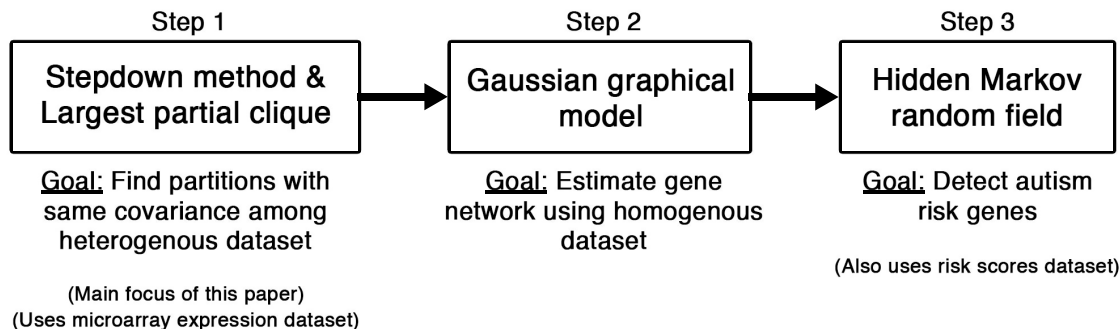 Step 1
Stepdown method &
Largest partial clique
Goal: Find partitions with
same covariance among
heterogenous dataset
(Main focus of this paper)
(Uses microarray expression dataset)
Step 2
Gaussian graphical
model
Goal: Estimate gene
network using homogenous
dataset
Step 3
Hidden Markov
random field
Goal: Detect autism
risk genes
(Also uses risk scores dataset)